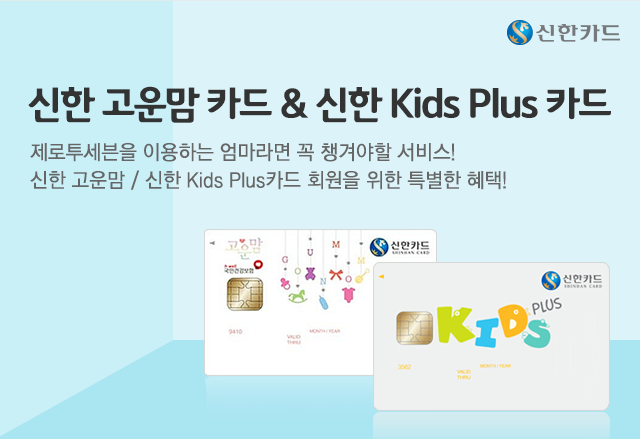 신한카드
신한 고운맘 카드 & 신한 Kids Plus 카드
제로투세븐을 이용하는 엄마라면 꼭 챙겨야할 서비스!
신한 고운맘 / 신한 Kids Plus카드 회원을 위한 특별한 혜택!
고운맘
국민건강보험
GOUNMOM
신한카드
SHINHAN CARD
9410
VALID THRU
MONTH / YEAR
신한카드
SHINHAN CARD
KIDS PLUS
VALID THRU
MONTH / YEAR